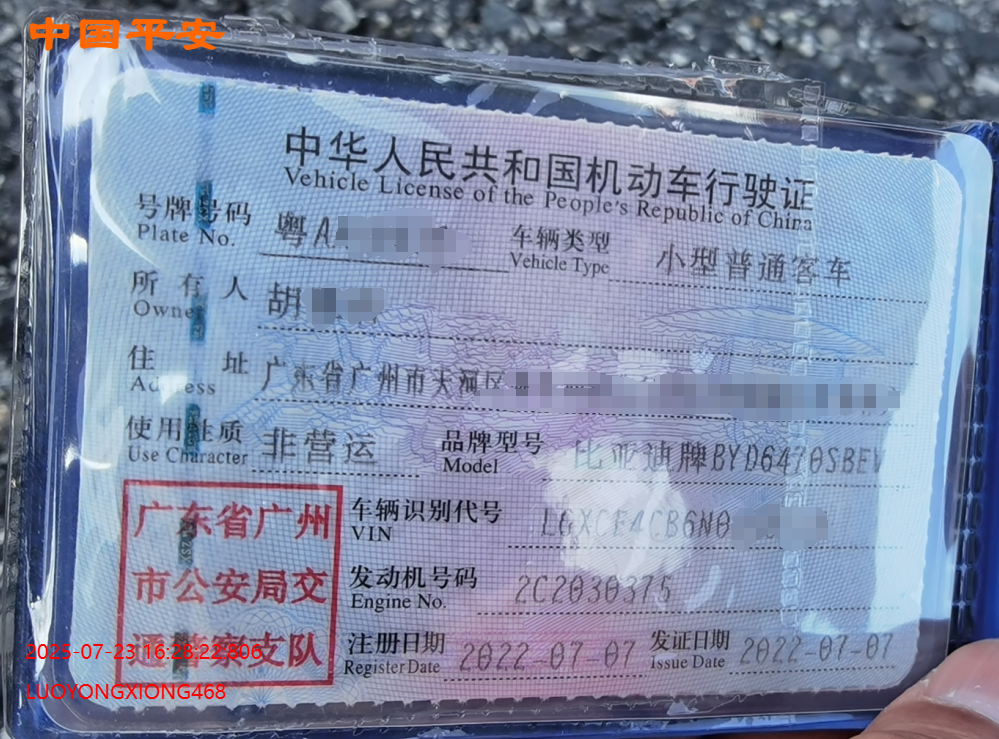 中国平安
中华人民共和国机动车行驶证
Vehicle License of the People's Republic of China
号牌号码 粤A 车辆类型 小型普通客车
Plate No. Vehicle Type
所有人 胡
Owner
住址 广东省广州市天河区
Address
使用性质 非营运 品牌型号 比亚迪牌BYD6470SBEV
Use Character Model
广东省广州 车辆识别代号 LGXCE4CB6N0
VIN
市公安局交 发动机号码 2C2030375
Engine No.
通警察支队 注册日期 2022-07-07 发证日期 2022-07-07
Register Date Issue Date
2025-07-23 16:28:22
LUOYONGXIONG468